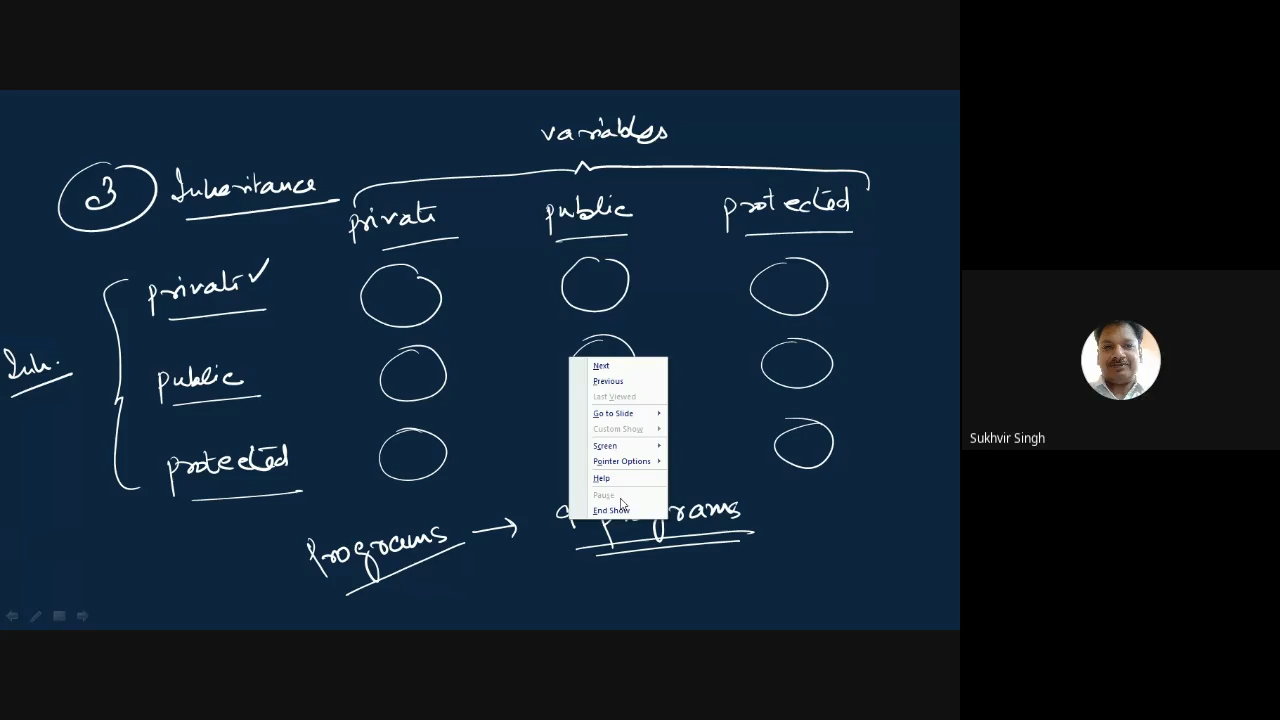 variables
3 Inheritance
private public protected
private ✓
Inh.
public
protected
Programs → programs
Next
Previous
Last Viewed
Go to Slide
Custom Show
Screen
Pointer Options
Help
Pause
End Show
Sukhvir Singh